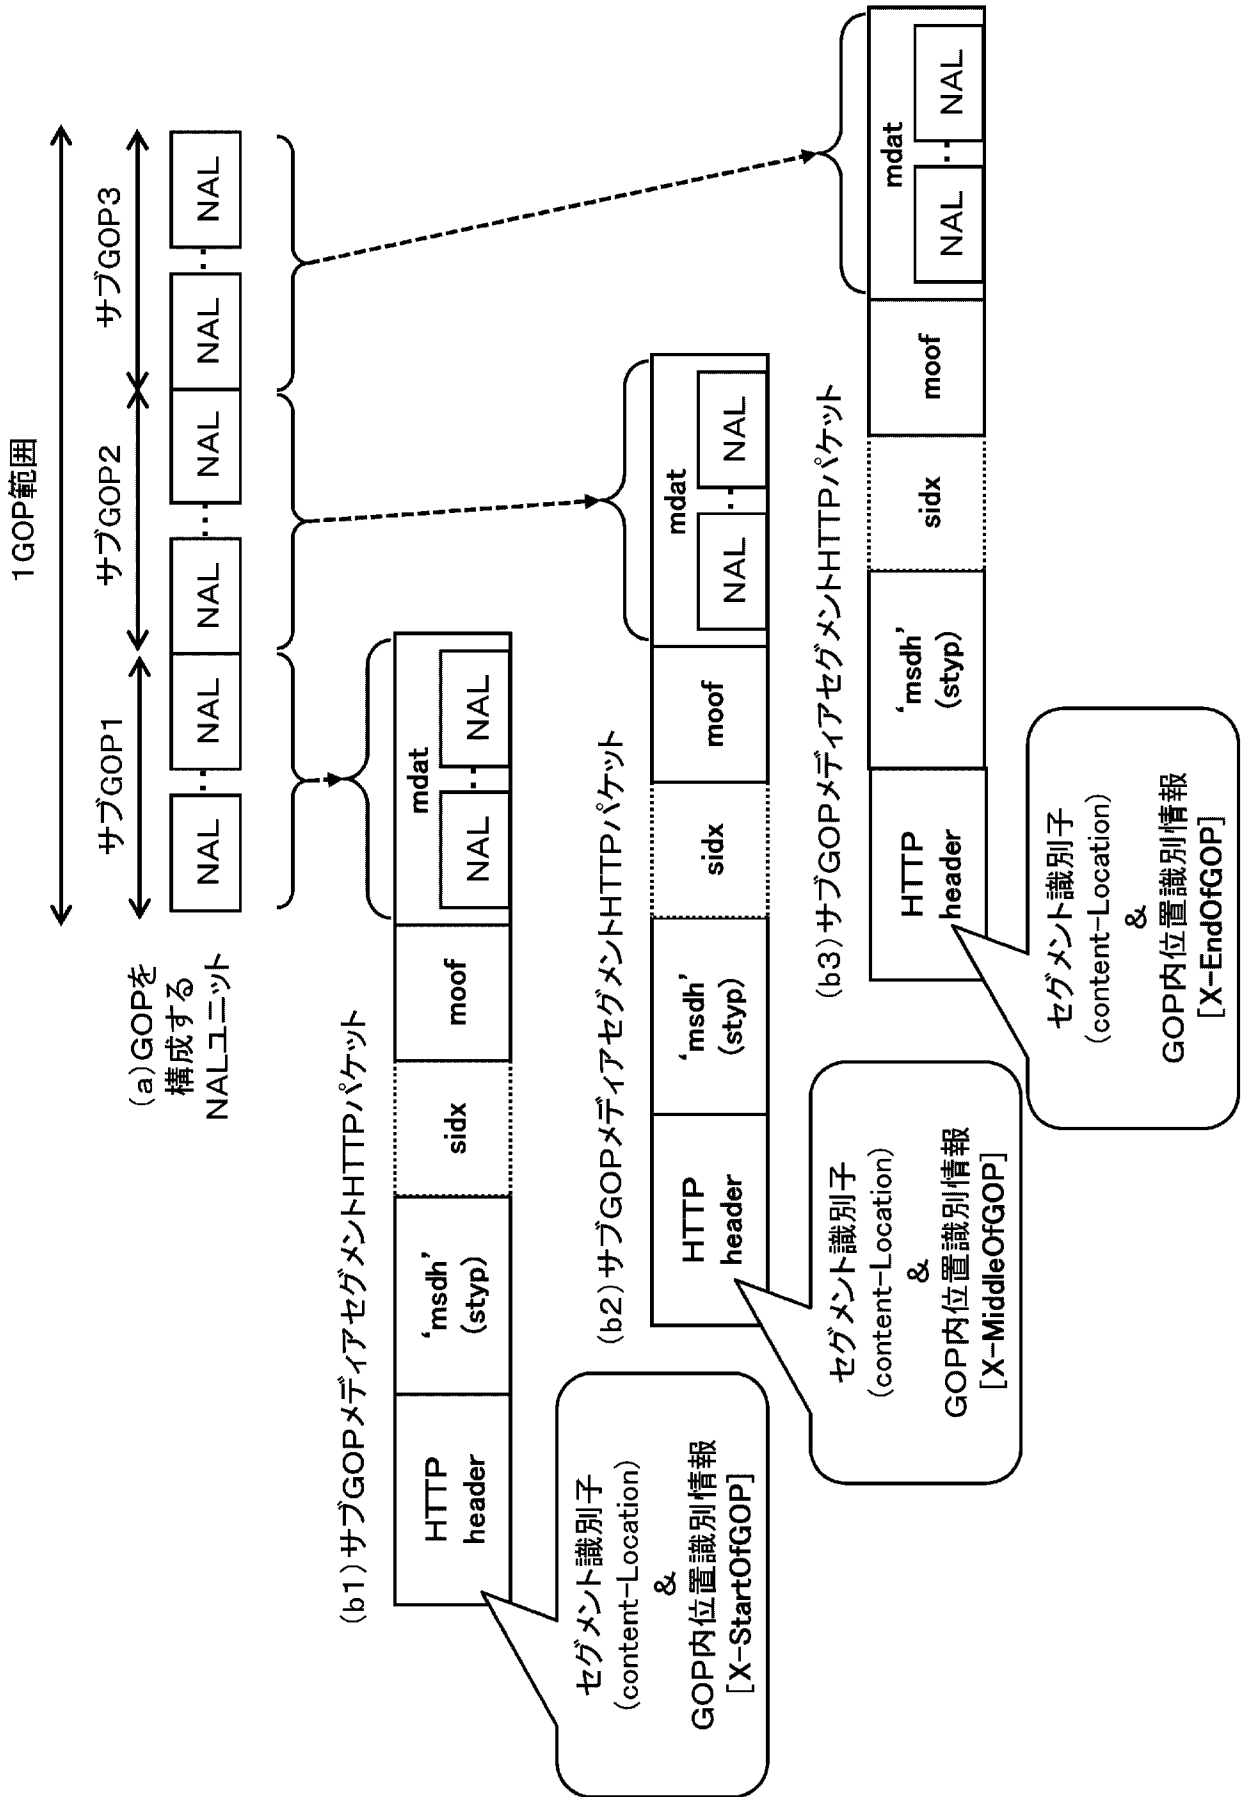 1GOP範囲
サブGOP1 サブGOP2 サブGOP3
(a)GOPを
構成する
NALユニット
NAL … NAL NAL … NAL NAL … NAL
(b1)サブGOPメディアセグメントHTTPパケット
HTTP
header
‘msdh’
(styp)
sidx
moof
mdat
NAL … NAL
セグメント識別子
(content-Location)
&
GOP内位置識別情報
[X-StartOfGOP]
(b2)サブGOPメディアセグメントHTTPパケット
HTTP
header
‘msdh’
(styp)
sidx
moof
mdat
NAL … NAL
セグメント識別子
(content-Location)
&
GOP内位置識別情報
[X-MiddleOfGOP]
(b3)サブGOPメディアセグメントHTTPパケット
HTTP
header
‘msdh’
(styp)
sidx
moof
mdat
NAL … NAL
セグメント識別子
(content-Location)
&
GOP内位置識別情報
[X-EndOfGOP]